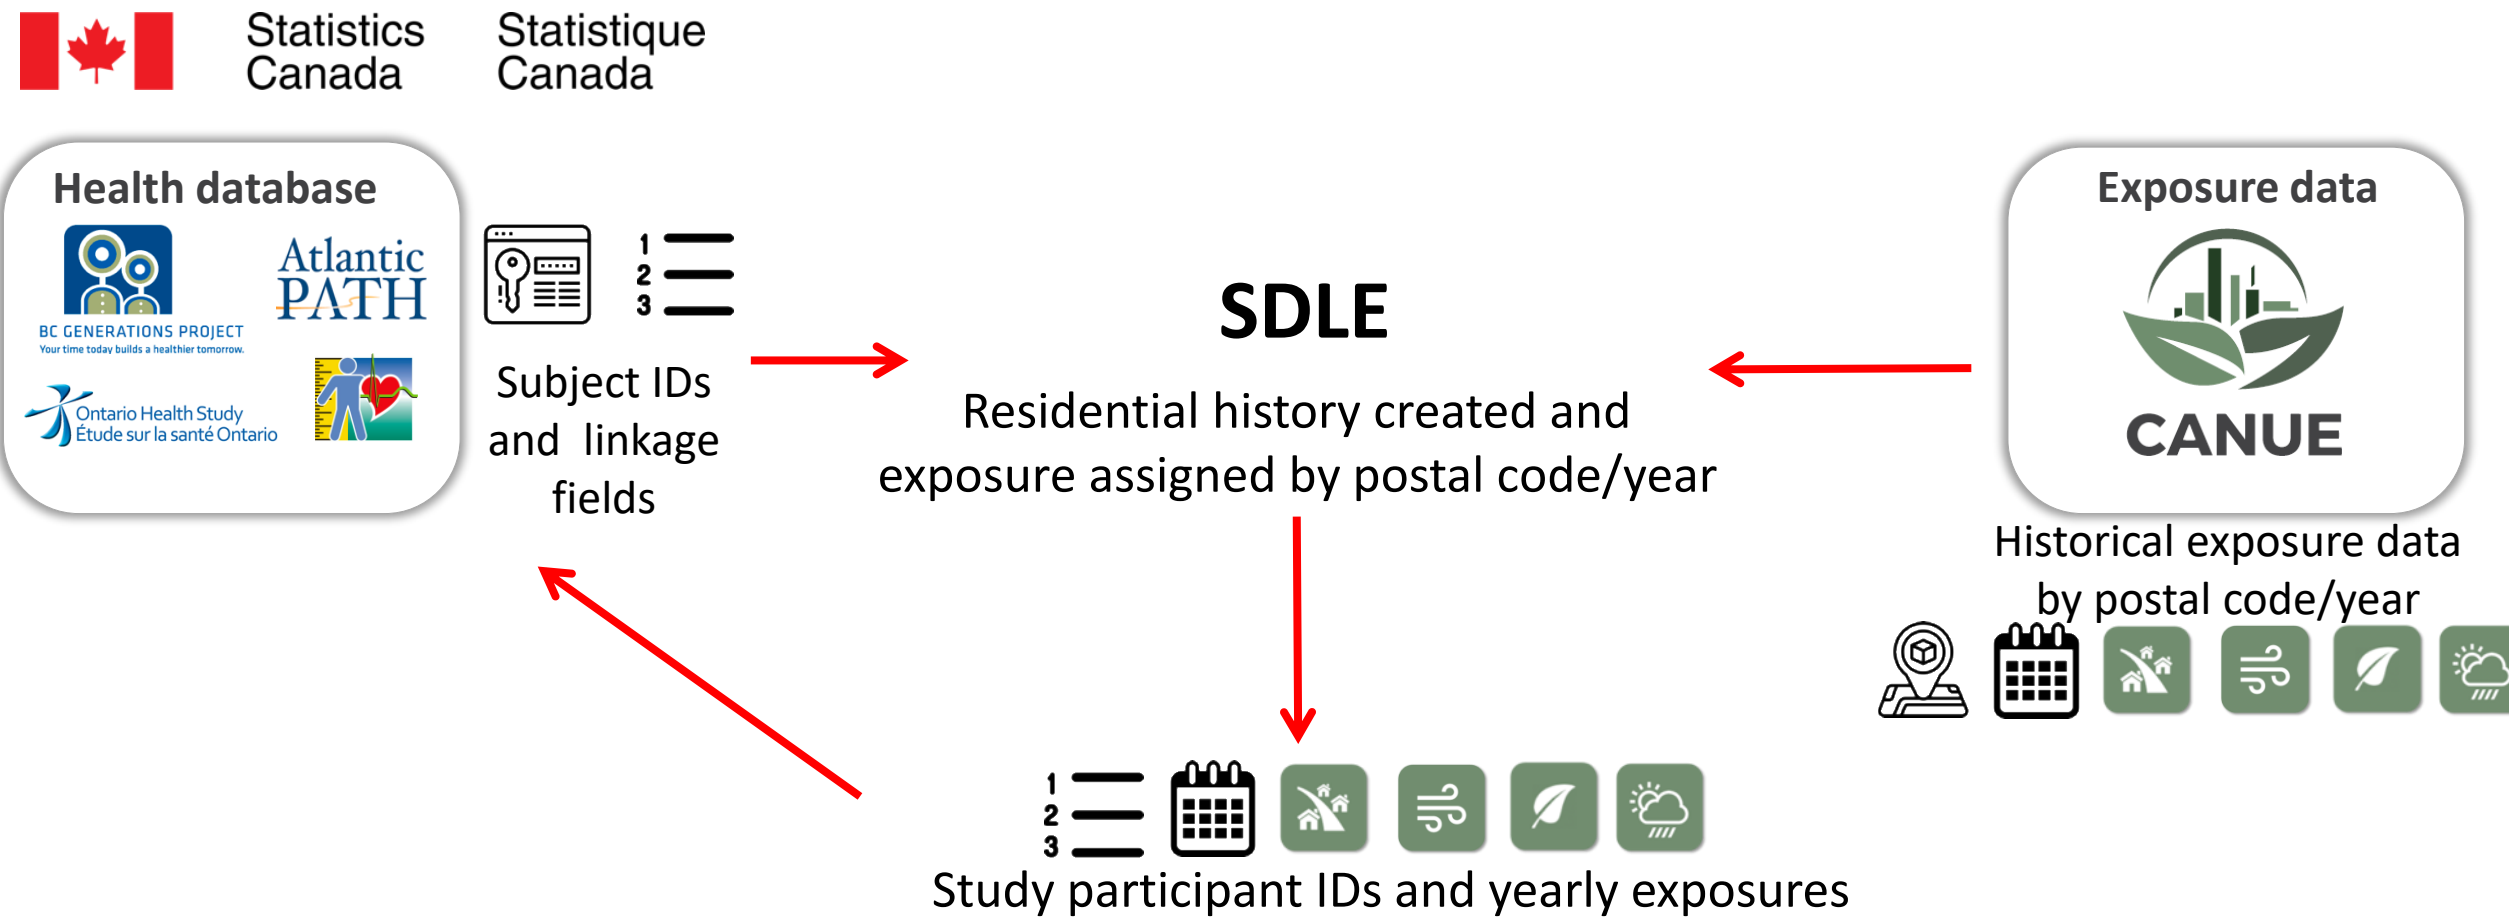 Statistics
Canada
Statistique
Canada
Health database
BC GENERATIONS PROJECT
Your time today builds a healthier tomorrow.
Atlantic
PATH
Ontario Health Study
Étude sur la santé Ontario
1
2
3
Subject IDs
and linkage
fields
SDLE
Residential history created and
exposure assigned by postal code/year
Exposure data
CANUE
Historical exposure data
by postal code/year
1
2
3
Study participant IDs and yearly exposures